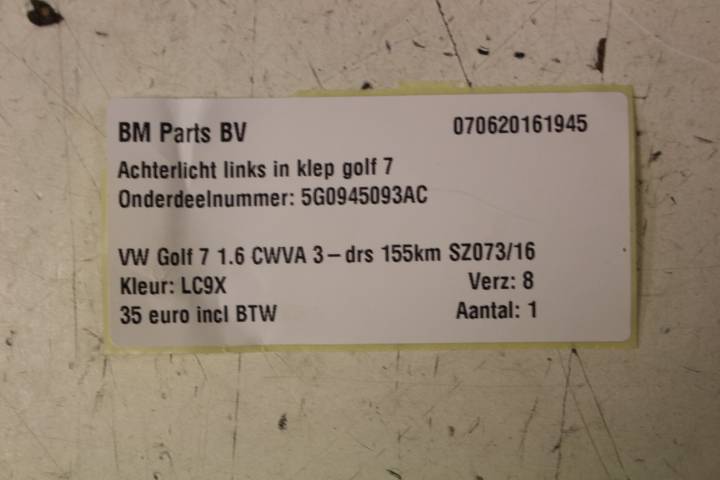 BM Parts BV 070620161945
Achterlicht links in klep golf 7
Onderdeelnummer: 5G0945093AC
VW Golf 7 1.6 CWVA 3-drs 155km SZ073/16
Kleur: LC9X Verz: 8
35 euro incl BTW Aantal: 1